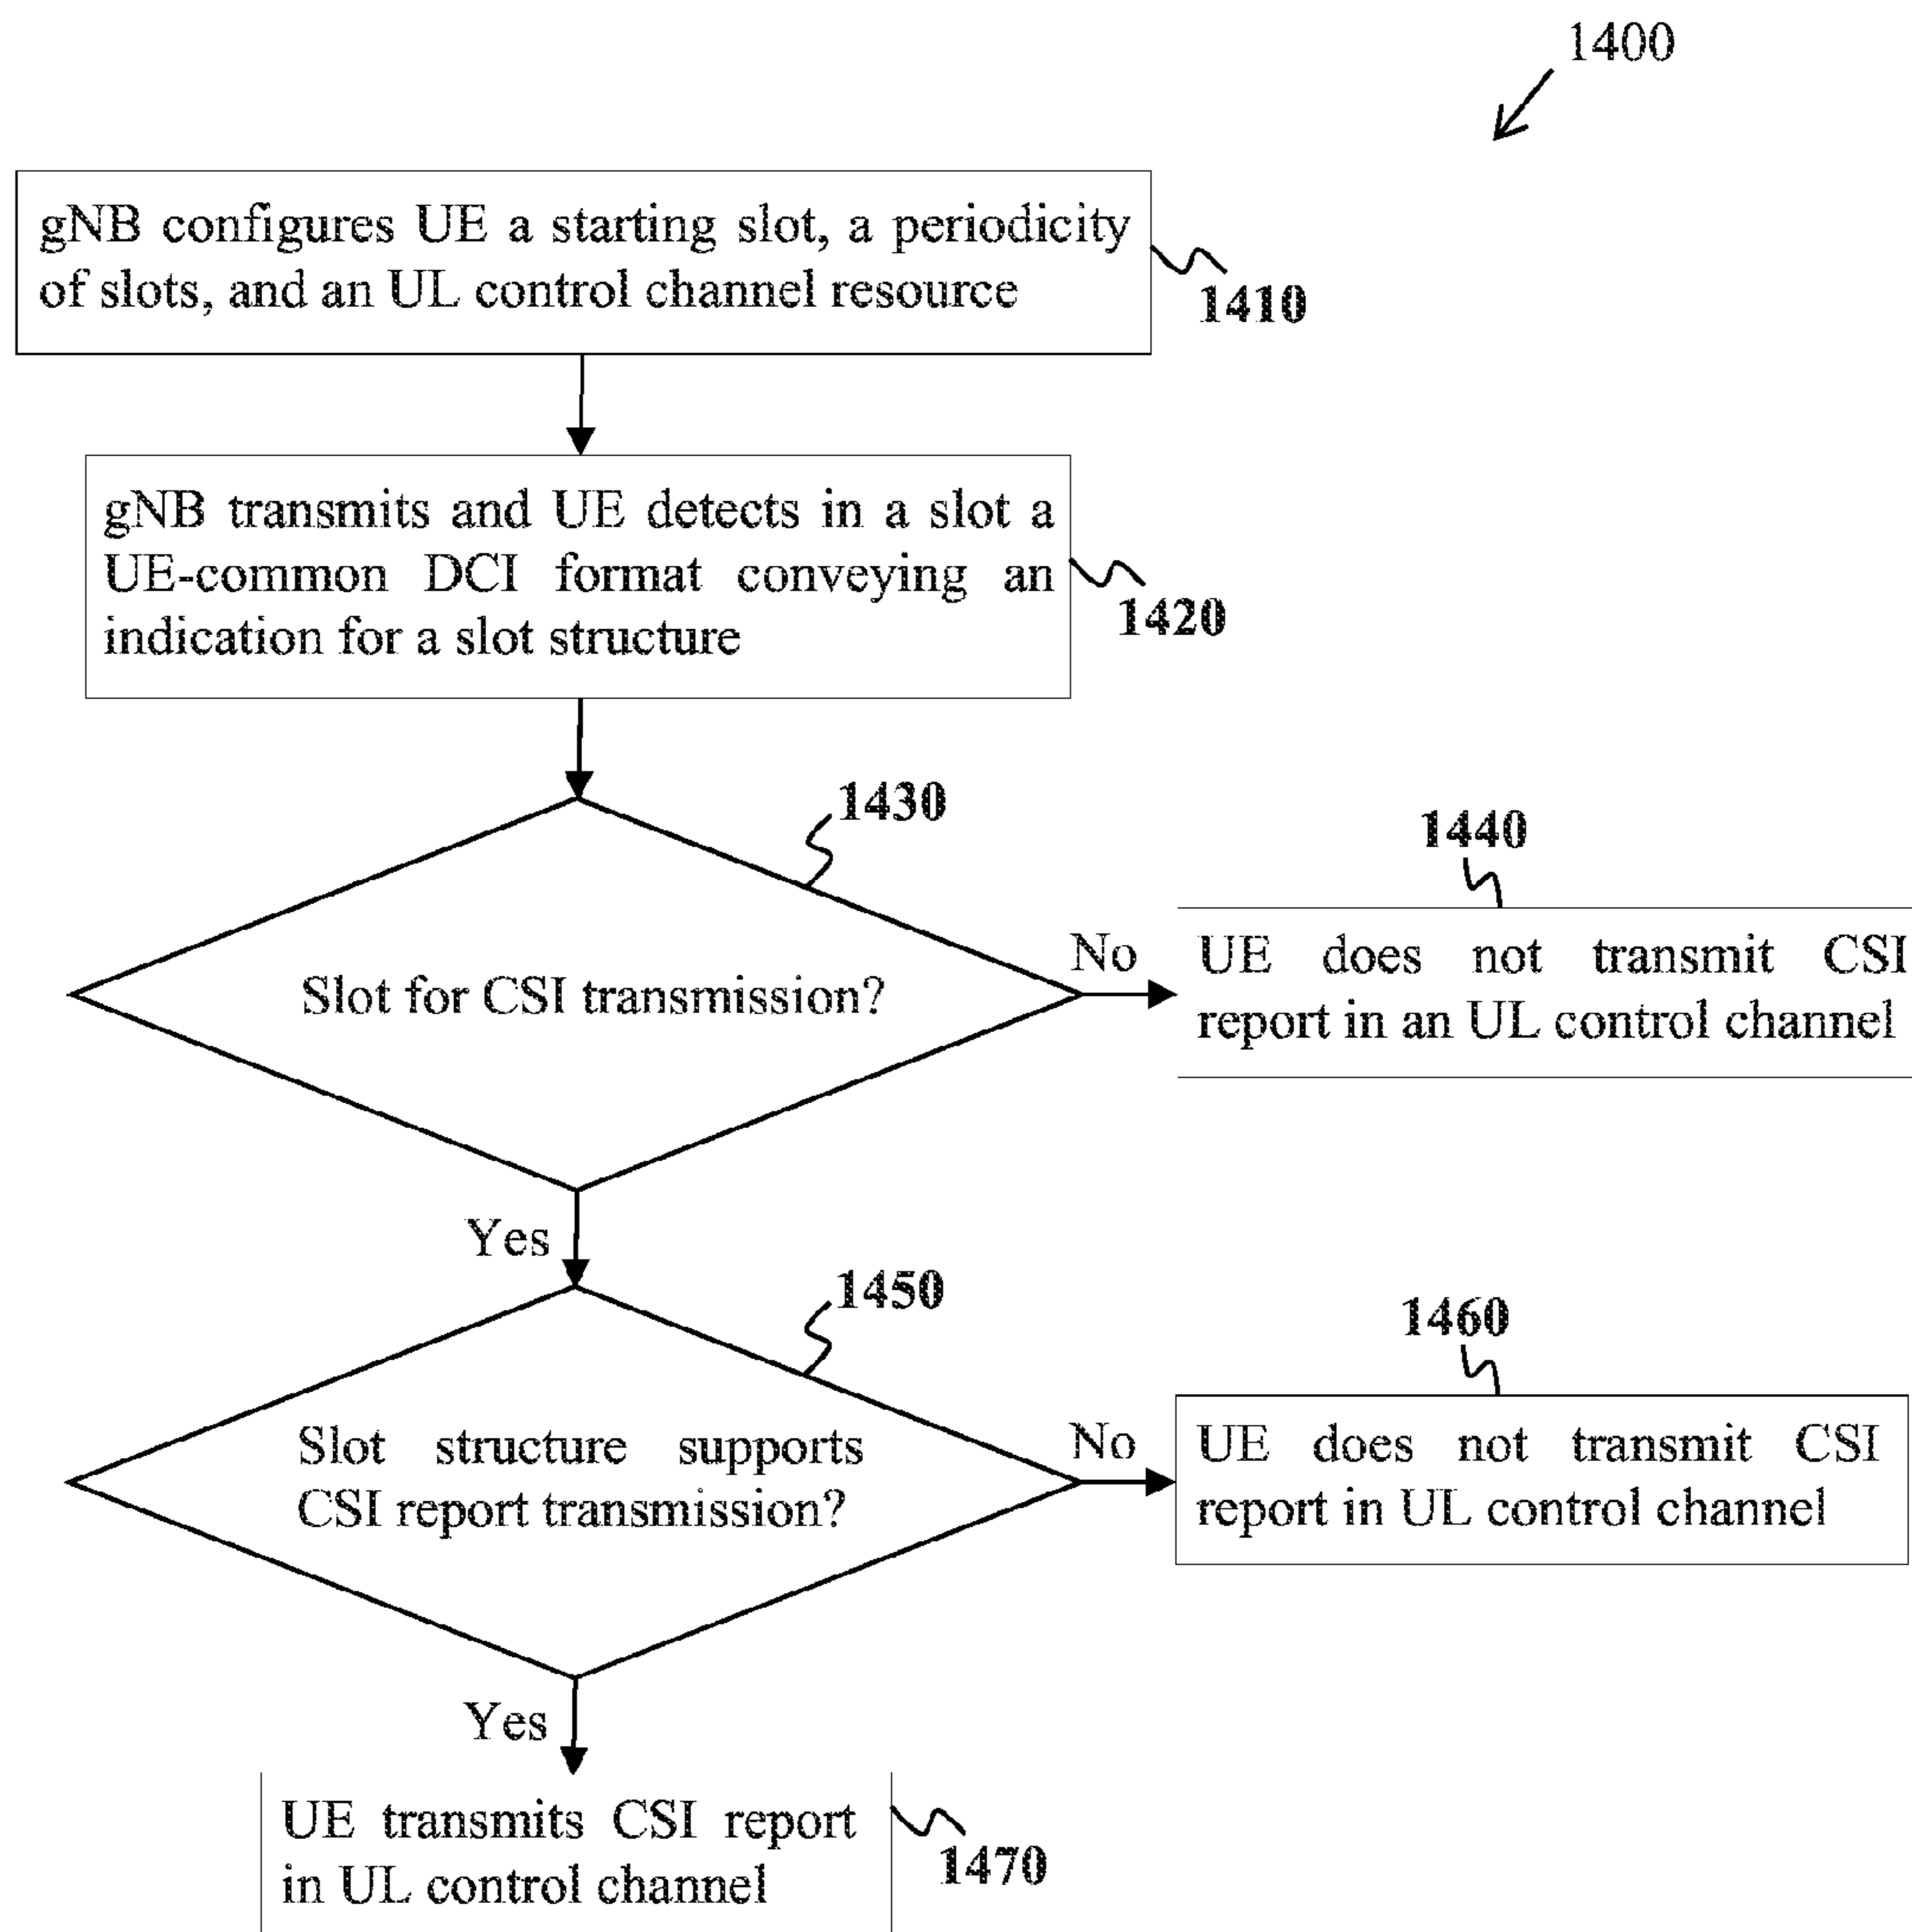 1400
gNB configures UE a starting slot, a periodicity
of slots, and an UL control channel resource
1410
gNB transmits and UE detects in a slot a
UE-common DCI format conveying an
indication for a slot structure
1420
1430
Slot for CSI transmission?
No
1440
UE does not transmit CSI
report in an UL control channel
Yes
1450
Slot structure supports
CSI report transmission?
No
1460
UE does not transmit CSI
report in UL control channel
Yes
UE transmits CSI report
in UL control channel
1470